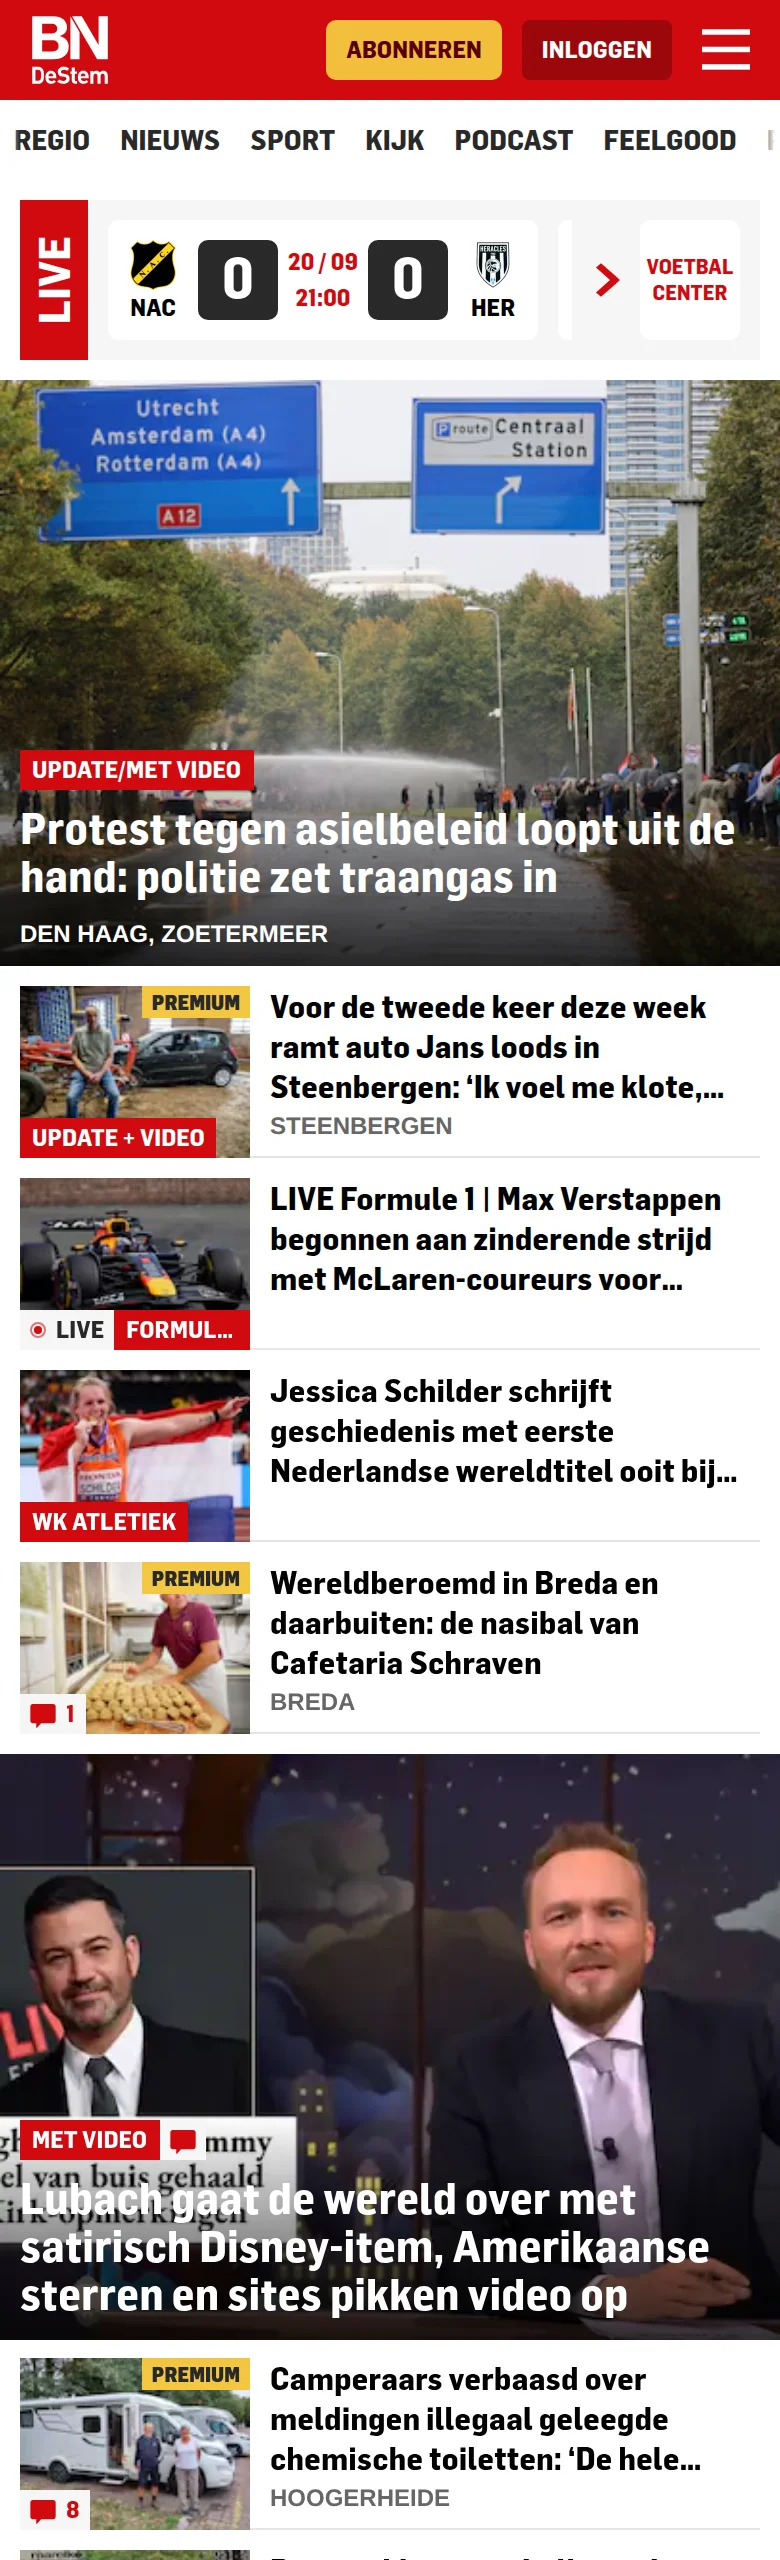 BN
DeStem
ABONNEREN
INLOGGEN
REGIO NIEUWS SPORT KIJK PODCAST FEELGOOD
LIVE
NAC
0
20 / 09
21:00
0
HERACLES
HER
VOETBAL
CENTER
Utrecht
Amsterdam (A4)
Rotterdam (A4)
A12
P route Centraal
Station
UPDATE/MET VIDEO
Protest tegen asielbeleid loopt uit de
hand: politie zet traangas in
DEN HAAG, ZOETERMEER
PREMIUM
UPDATE + VIDEO
Voor de tweede keer deze week
ramt auto Jans loods in
Steenbergen: ‘Ik voel me klote,...
STEENBERGEN
LIVE
FORMUL...
LIVE Formule 1 | Max Verstappen
begonnen aan zinderende strijd
met McLaren-coureurs voor...
SCHILDER
WK ATLETIEK
Jessica Schilder schrijft
geschiedenis met eerste
Nederlandse wereldtitel ooit bij...
PREMIUM
1
Wereldberoemd in Breda en
daarbuiten: de nasibal van
Cafetaria Schraven
BREDA
MET VIDEO
mmy
el van buis gehaald
Lubach gaat de wereld over met
satirisch Disney-item, Amerikaanse
sterren en sites pikken video op
PREMIUM
8
Camperaars verbaasd over
meldingen illegaal geleegde
chemische toiletten: ‘De hele...
HOOGERHEIDE